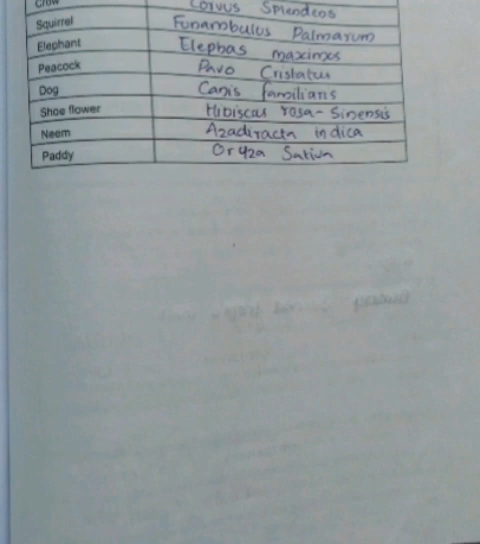 Crow Corvus Splendens
Squirrel Funambulus Palmarum
Elephant Elephas maximes
Peacock Pavo Cristatus
Dog Canis familians
Shoe flower Hibiscus rosa-Sinensis
Neem Azadiracta indica
Paddy Oryza Sativa